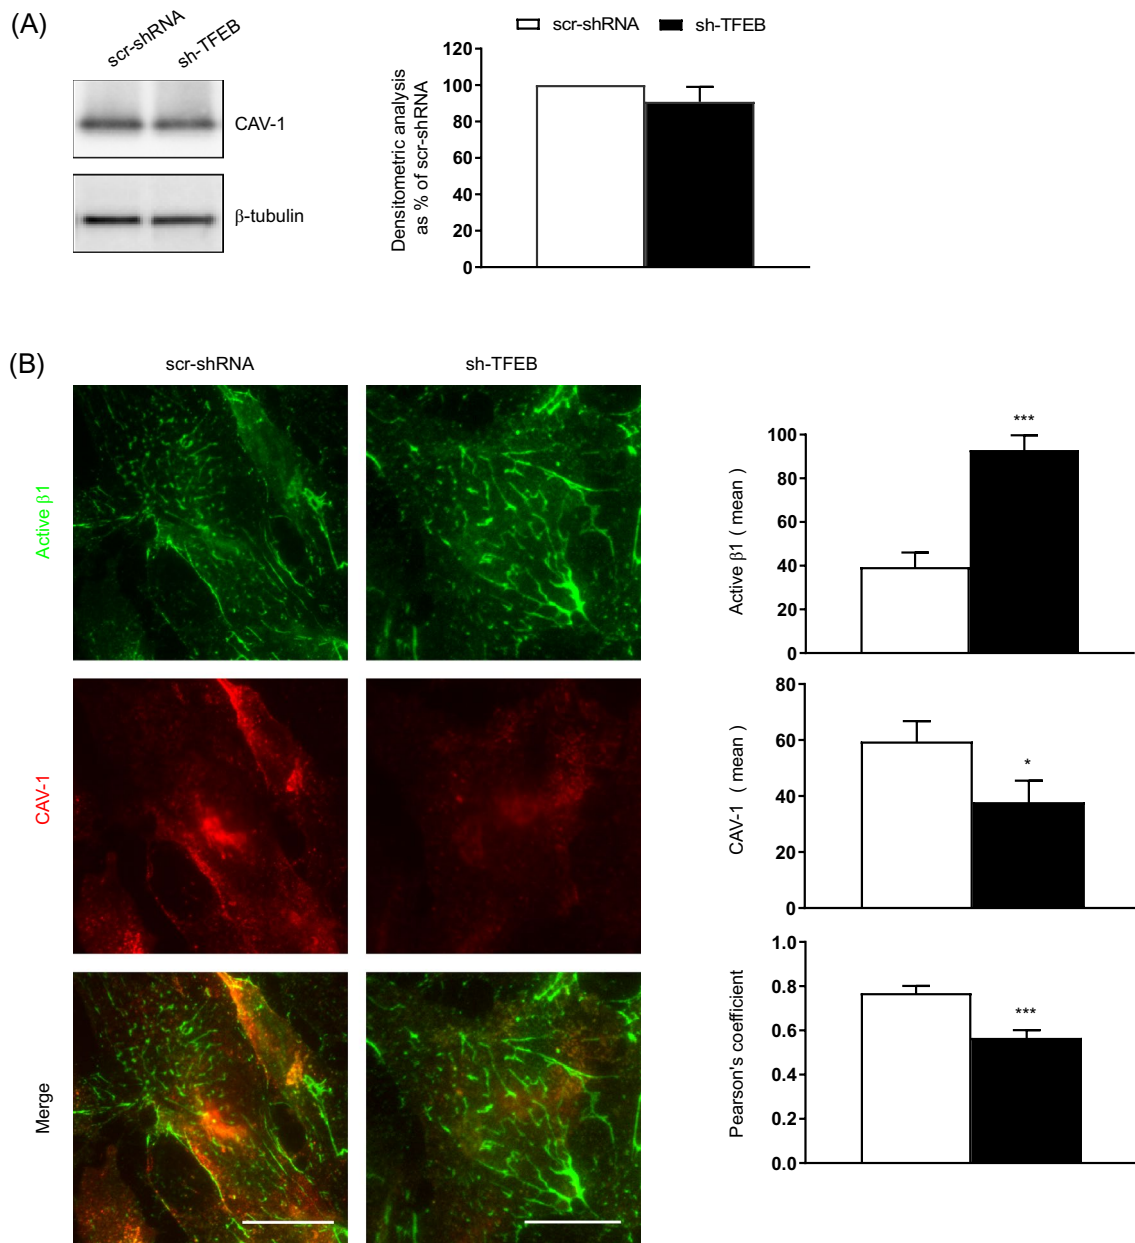 (A)
scr-shRNA
sh-TFEB
CAV-1
β-tubulin
scr-shRNA
sh-TFEB
Densitometric analysis
as % of scr-shRNA
120
100
80
60
40
20
0
(B)
scr-shRNA
sh-TFEB
Active β1
CAV-1
Merge
Active β1 ( mean )
100
80
60
40
20
0
***
CAV-1 ( mean )
80
60
40
20
0
*
Pearson's coefficient
1.0
0.8
0.6
0.4
0.2
0.0
***